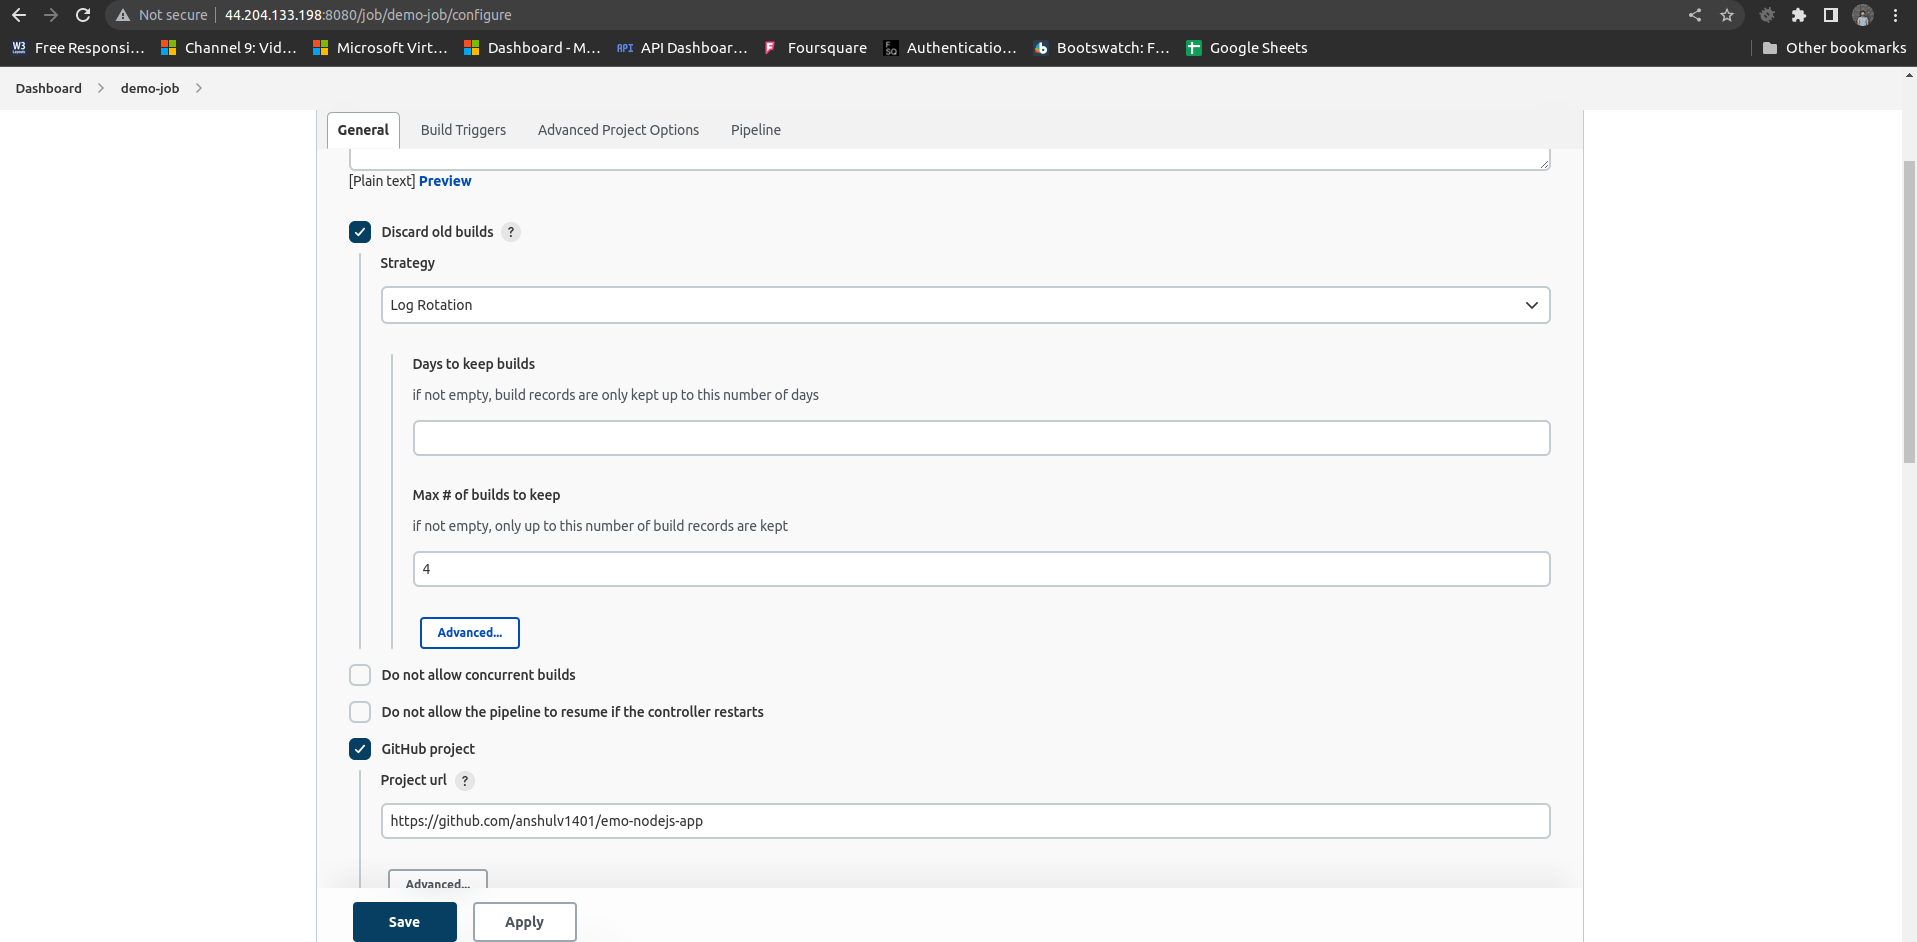 Not secure 44.204.133.198:8080/job/demo-job/configure
W3 Free Responsi... Channel 9: Vid... Microsoft Virt... Dashboard - M... API API Dashboar... Foursquare FSQ Authenticatio... Bootswatch: F... Google Sheets Other bookmarks
Dashboard demo-job
General Build Triggers Advanced Project Options Pipeline
[Plain text] Preview
Discard old builds ?
Strategy
Log Rotation
Days to keep builds
if not empty, build records are only kept up to this number of days
Max # of builds to keep
if not empty, only up to this number of build records are kept
4
Advanced...
Do not allow concurrent builds
Do not allow the pipeline to resume if the controller restarts
GitHub project
Project url ?
https://github.com/anshulv1401/emo-nodejs-app
Advanced...
Save Apply